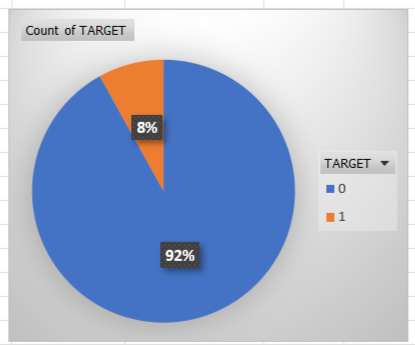 Count of TARGET
8%
TARGET
0
1
92%